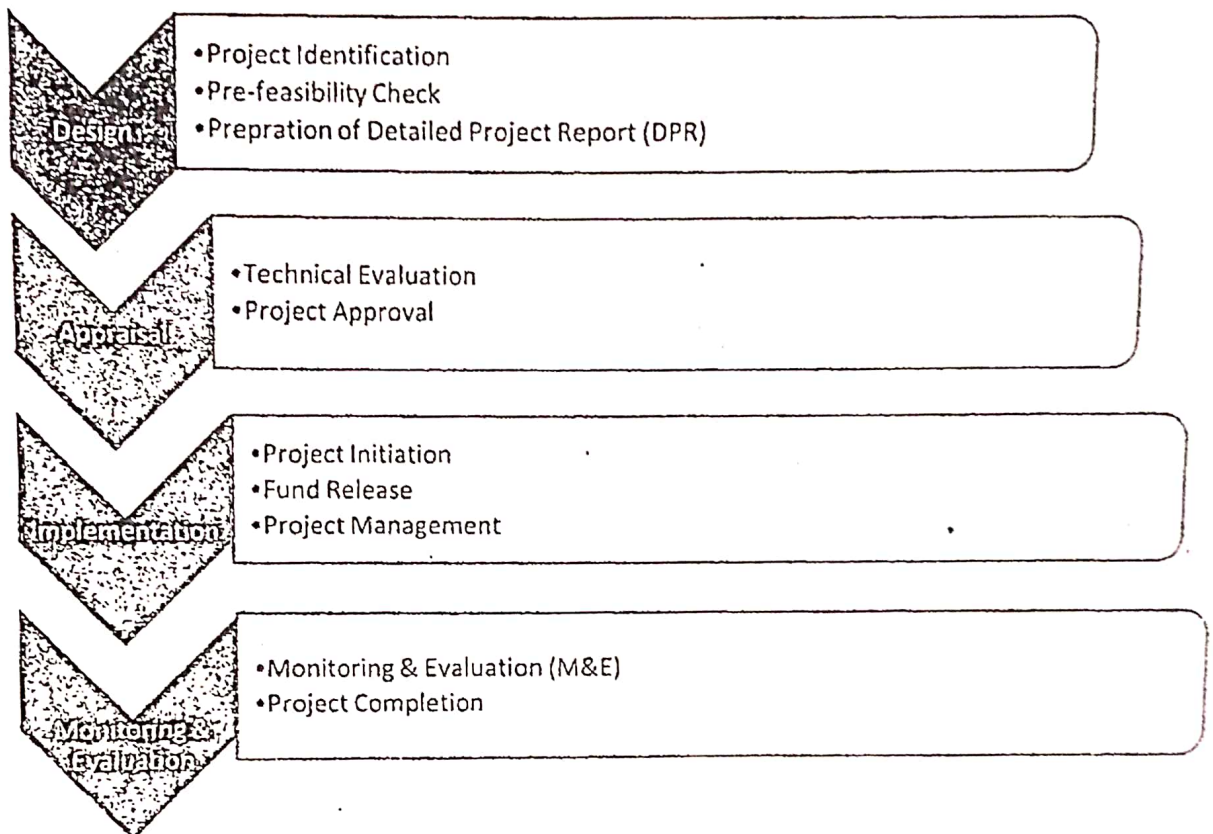 Design
•Project Identification
•Pre-feasibility Check
•Prepration of Detailed Project Report (DPR)
Appraisal
•Technical Evaluation
•Project Approval
Implementation
•Project Initiation
•Fund Release
•Project Management
Monitoring &
Evaluation
•Monitoring & Evaluation (M&E)
•Project Completion